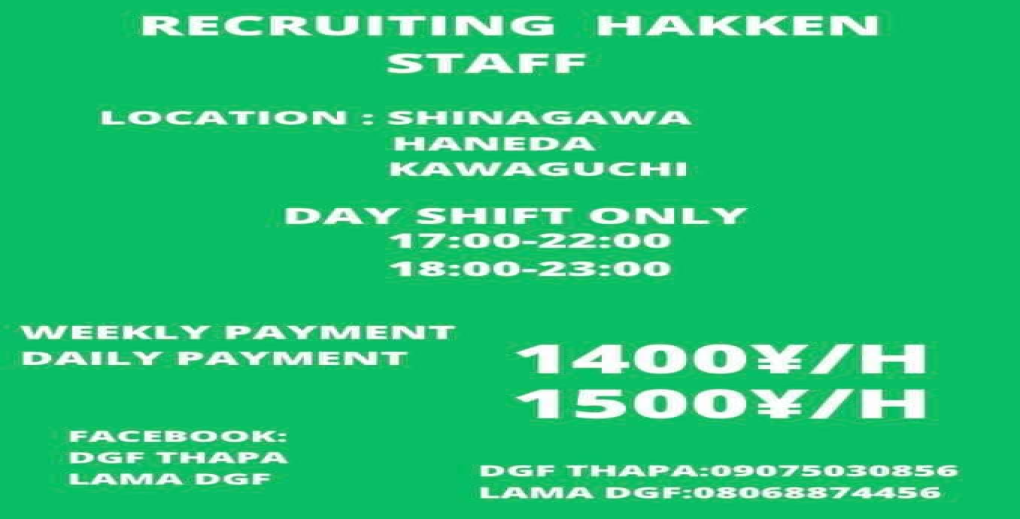 RECRUITING HAKKEN
STAFF
LOCATION : SHINAGAWA
HANEDA
KAWAGUCHI
DAY SHIFT ONLY
17:00-22:00
18:00-23:00
WEEKLY PAYMENT
DAILY PAYMENT
1400¥/H
1500¥/H
FACEBOOK:
DGF THAPA
LAMA DGF
DGF THAPA:09075030856
LAMA DGF:08068874456